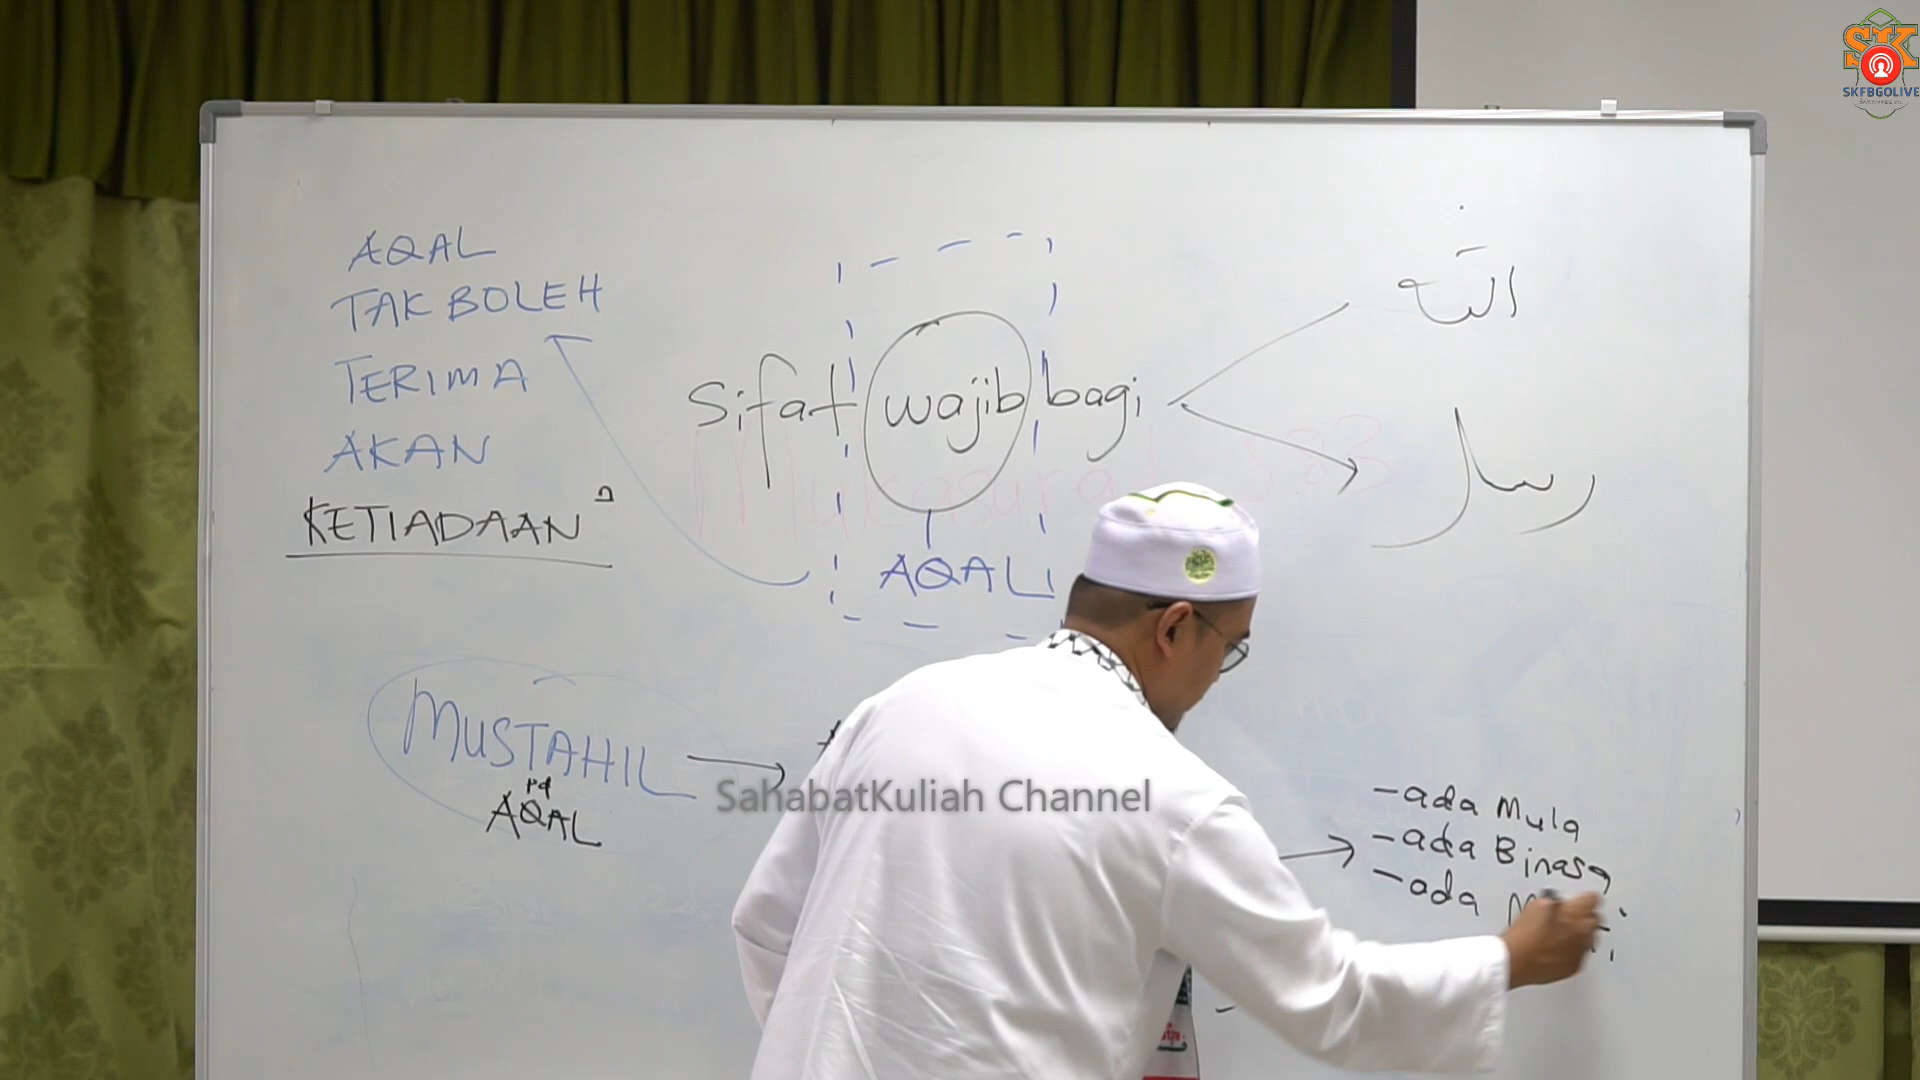 SKFBGOLIVE
AQAL
TAK BOLEH
TERIMA
AKAN
KETIADAAN
Sifat wajib bagi
الله
رسل
AQAL
MUSTAHIL
pd
AQAL
SahabatKuliah Channel
- ada Mula
- ada Binasa
- ada